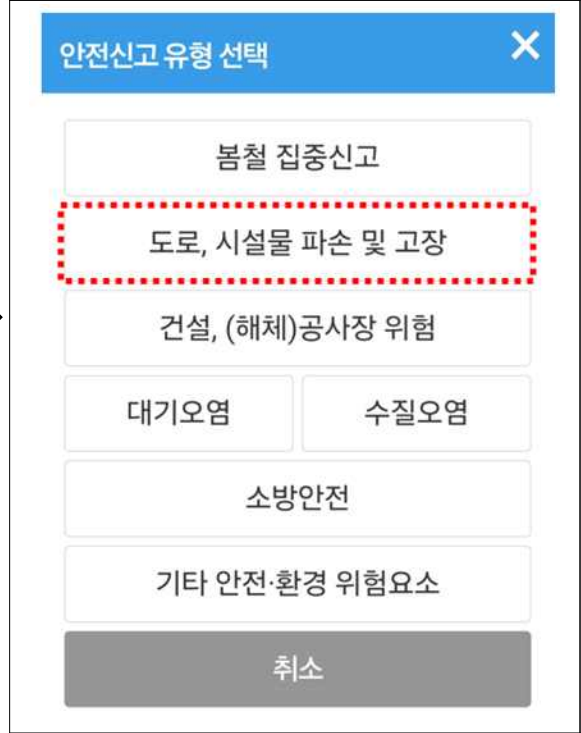 안전신고 유형 선택 ×
봄철 집중신고
도로, 시설물 파손 및 고장
건설, (해체)공사장 위험
대기오염 수질오염
소방안전
기타 안전·환경 위험요소
취소